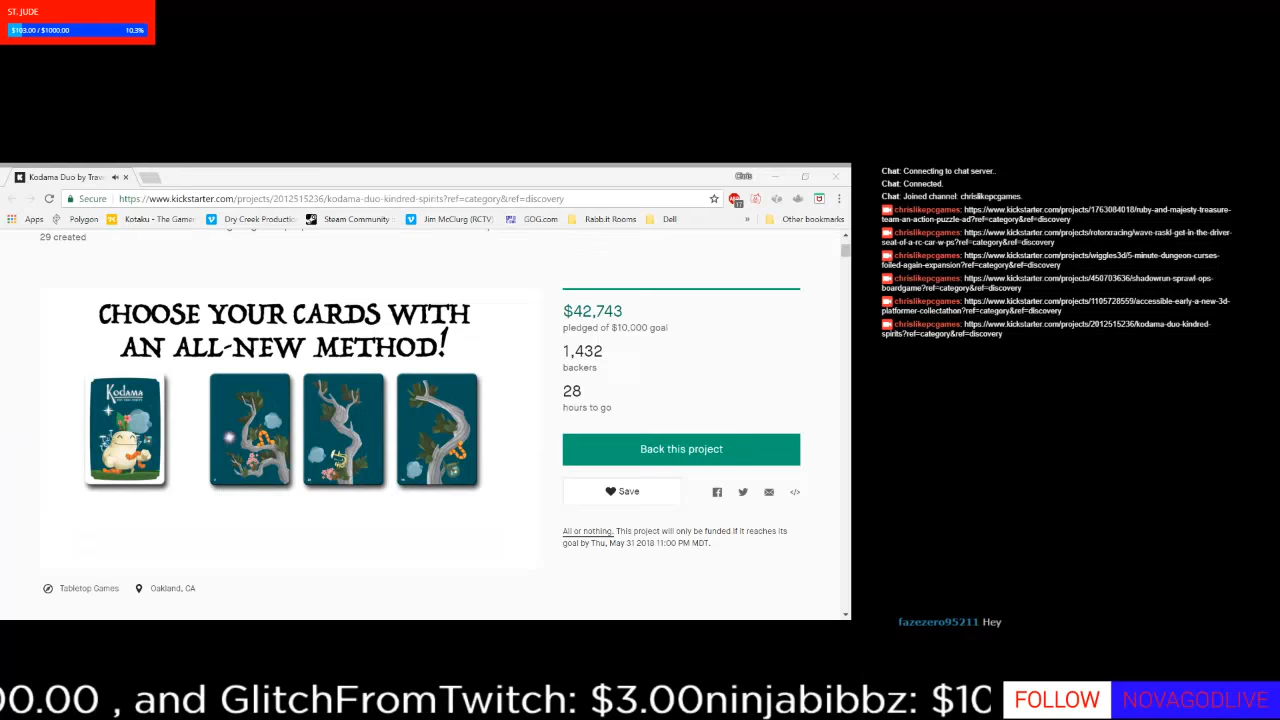 ST. JUDE
$103.00 / $1000.00 10.3%
Kodama Duo by Trav
Chris
Secure https://www.kickstarter.com/projects/2012515236/kodama-duo-kindred-spirits?ref=category&ref=discovery
Apps Polygon Kotaku - The Gamer Dry Creek Productio Steam Community :: Jim McClurg (RCTV) GOG.com Rabb.it Rooms Dell » Other bookmarks
29 created
CHOOSE YOUR CARDS WITH
AN ALL-NEW METHOD!
Kodama
$42,743
pledged of $10,000 goal
1,432
backers
28
hours to go
Back this project
Save
All or nothing. This project will only be funded if it reaches its
goal by Thu, May 31 2018 11:00 PM MDT.
Tabletop Games Oakland, CA
Chat: Connecting to chat server..
Chat: Connected.
Chat: Joined channel: chrislikepcgames.
chrislikepcgames: https://www.kickstarter.com/projects/1763084018/ruby-and-majesty-treasure-
team-an-action-puzzle-ad?ref=category&ref=discovery
chrislikepcgames: https://www.kickstarter.com/projects/rotorxracing/wave-raskl-get-in-the-driver-
seat-of-a-rc-car-w-ps?ref=category&ref=discovery
chrislikepcgames: https://www.kickstarter.com/projects/wiggles3d/5-minute-dungeon-curses-
foiled-again-expansion?ref=category&ref=discovery
chrislikepcgames: https://www.kickstarter.com/projects/450703636/shadowrun-sprawl-ops-
boardgame?ref=category&ref=discovery
chrislikepcgames: https://www.kickstarter.com/projects/1105728559/accessible-early-a-new-3d-
platformer-collectathon?ref=category&ref=discovery
chrislikepcgames: https://www.kickstarter.com/projects/2012515236/kodama-duo-kindred-
spirits?ref=category&ref=discovery
fazezero95211 Hey
00.00 , and GlitchFromTwitch: $3.00ninjabibbz: $10
FOLLOW NOVAGODLIVE